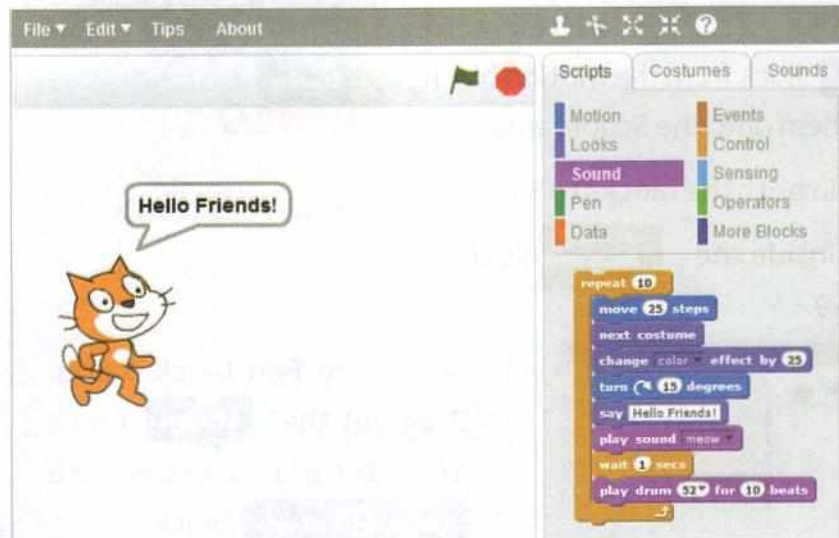 File Edit Tips About
Scripts Costumes Sounds
Motion Events
Looks Control
Sound Sensing
Pen Operators
Data More Blocks
Hello Friends!
repeat 10
move 25 steps
next costume
change color effect by 25
turn 15 degrees
say Hello Friends!
play sound meow
wait 1 secs
play drum 52 for 10 beats